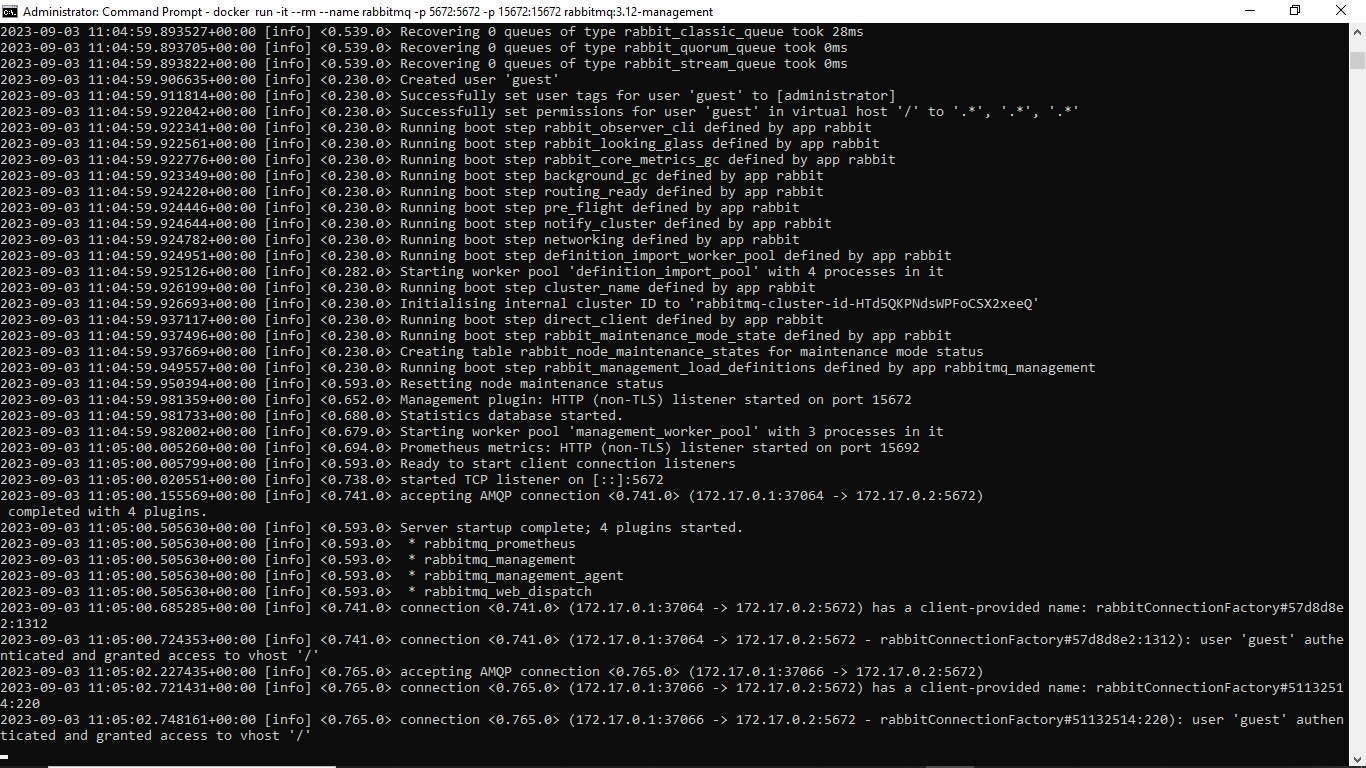 Administrator: Command Prompt - docker  run -it --rm --name rabbitmq -p 5672:5672 -p 15672:15672 rabbitmq:3.12-management
2023-09-03 11:04:59.893527+00:00 [info] <0.539.0> Recovering 0 queues of type rabbit_classic_queue took 28ms
2023-09-03 11:04:59.893705+00:00 [info] <0.539.0> Recovering 0 queues of type rabbit_quorum_queue took 0ms
2023-09-03 11:04:59.893822+00:00 [info] <0.539.0> Recovering 0 queues of type rabbit_stream_queue took 0ms
2023-09-03 11:04:59.906635+00:00 [info] <0.230.0> Created user 'guest'
2023-09-03 11:04:59.911814+00:00 [info] <0.230.0> Successfully set user tags for user 'guest' to [administrator]
2023-09-03 11:04:59.922042+00:00 [info] <0.230.0> Successfully set permissions for user 'guest' in virtual host '/' to '.*', '.*', '.*'
2023-09-03 11:04:59.922341+00:00 [info] <0.230.0> Running boot step rabbit_observer_cli defined by app rabbit
2023-09-03 11:04:59.922561+00:00 [info] <0.230.0> Running boot step rabbit_looking_glass defined by app rabbit
2023-09-03 11:04:59.922776+00:00 [info] <0.230.0> Running boot step rabbit_core_metrics_gc defined by app rabbit
2023-09-03 11:04:59.923349+00:00 [info] <0.230.0> Running boot step background_gc defined by app rabbit
2023-09-03 11:04:59.924220+00:00 [info] <0.230.0> Running boot step routing_ready defined by app rabbit
2023-09-03 11:04:59.924446+00:00 [info] <0.230.0> Running boot step pre_flight defined by app rabbit
2023-09-03 11:04:59.924644+00:00 [info] <0.230.0> Running boot step notify_cluster defined by app rabbit
2023-09-03 11:04:59.924782+00:00 [info] <0.230.0> Running boot step networking defined by app rabbit
2023-09-03 11:04:59.924951+00:00 [info] <0.230.0> Running boot step definition_import_worker_pool defined by app rabbit
2023-09-03 11:04:59.925126+00:00 [info] <0.282.0> Starting worker pool 'definition_import_pool' with 4 processes in it
2023-09-03 11:04:59.926199+00:00 [info] <0.230.0> Running boot step cluster_name defined by app rabbit
2023-09-03 11:04:59.926693+00:00 [info] <0.230.0> Initialising internal cluster ID to 'rabbitmq-cluster-id-HTd5QKPNdsWPFoCSX2xeeQ'
2023-09-03 11:04:59.937117+00:00 [info] <0.230.0> Running boot step direct_client defined by app rabbit
2023-09-03 11:04:59.937496+00:00 [info] <0.230.0> Running boot step rabbit_maintenance_mode_state defined by app rabbit
2023-09-03 11:04:59.937669+00:00 [info] <0.230.0> Creating table rabbit_node_maintenance_states for maintenance mode status
2023-09-03 11:04:59.949557+00:00 [info] <0.230.0> Running boot step rabbit_management_load_definitions defined by app rabbitmq_management
2023-09-03 11:04:59.950394+00:00 [info] <0.593.0> Resetting node maintenance status
2023-09-03 11:04:59.981359+00:00 [info] <0.652.0> Management plugin: HTTP (non-TLS) listener started on port 15672
2023-09-03 11:04:59.981733+00:00 [info] <0.680.0> Statistics database started.
2023-09-03 11:04:59.982002+00:00 [info] <0.679.0> Starting worker pool 'management_worker_pool' with 3 processes in it
2023-09-03 11:05:00.005260+00:00 [info] <0.694.0> Prometheus metrics: HTTP (non-TLS) listener started on port 15692
2023-09-03 11:05:00.005799+00:00 [info] <0.593.0> Ready to start client connection listeners
2023-09-03 11:05:00.020551+00:00 [info] <0.738.0> started TCP listener on [::]:5672
2023-09-03 11:05:00.155569+00:00 [info] <0.741.0> accepting AMQP connection <0.741.0> (172.17.0.1:37064 -> 172.17.0.2:5672)
 completed with 4 plugins.
2023-09-03 11:05:00.505630+00:00 [info] <0.593.0> Server startup complete; 4 plugins started.
2023-09-03 11:05:00.505630+00:00 [info] <0.593.0>  * rabbitmq_prometheus
2023-09-03 11:05:00.505630+00:00 [info] <0.593.0>  * rabbitmq_management
2023-09-03 11:05:00.505630+00:00 [info] <0.593.0>  * rabbitmq_management_agent
2023-09-03 11:05:00.505630+00:00 [info] <0.593.0>  * rabbitmq_web_dispatch
2023-09-03 11:05:00.685285+00:00 [info] <0.741.0> connection <0.741.0> (172.17.0.1:37064 -> 172.17.0.2:5672) has a client-provided name: rabbitConnectionFactory#57d8d8e
2:1312
2023-09-03 11:05:00.724353+00:00 [info] <0.741.0> connection <0.741.0> (172.17.0.1:37064 -> 172.17.0.2:5672 - rabbitConnectionFactory#57d8d8e2:1312): user 'guest' authe
nticated and granted access to vhost '/'
2023-09-03 11:05:02.227435+00:00 [info] <0.765.0> accepting AMQP connection <0.765.0> (172.17.0.1:37066 -> 172.17.0.2:5672)
2023-09-03 11:05:02.721431+00:00 [info] <0.765.0> connection <0.765.0> (172.17.0.1:37066 -> 172.17.0.2:5672) has a client-provided name: rabbitConnectionFactory#5113251
4:220
2023-09-03 11:05:02.748161+00:00 [info] <0.765.0> connection <0.765.0> (172.17.0.1:37066 -> 172.17.0.2:5672 - rabbitConnectionFactory#51132514:220): user 'guest' authen
ticated and granted access to vhost '/'